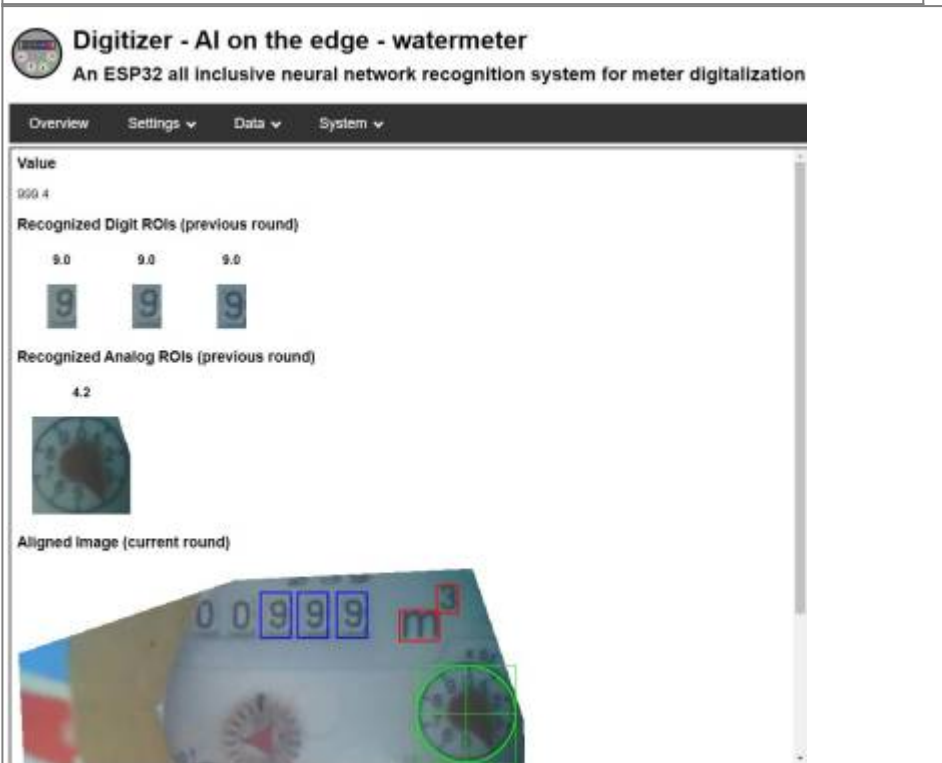 Digitizer - AI on the edge - watermeter
An ESP32 all inclusive neural network recognition system for meter digitalization
Overview Settings Data System
Value
999.4
Recognized Digit ROIs (previous round)
9.0 9.0 9.0
9 9 9
Recognized Analog ROIs (previous round)
4.2
Aligned Image (current round)
0 0 9 9 9 m³